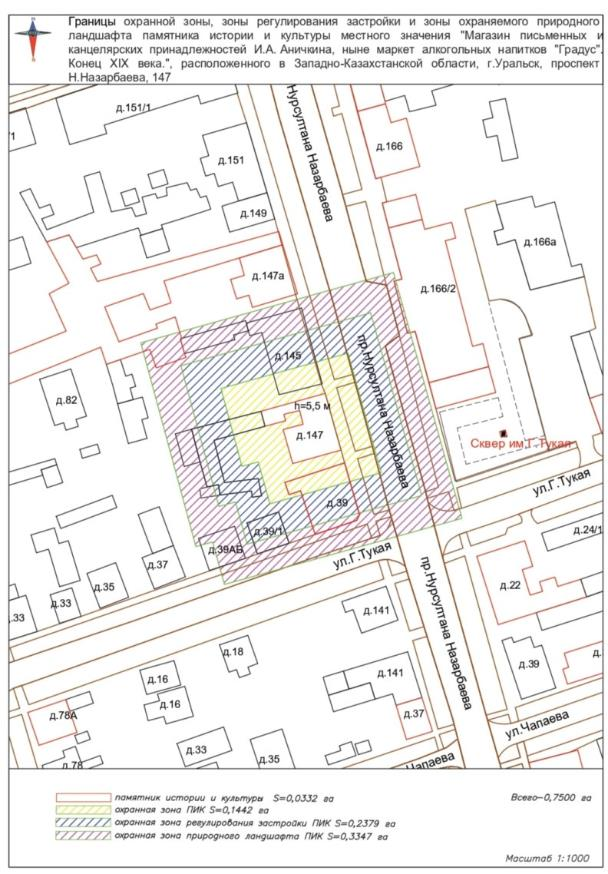 Границы охранной зоны, зоны регулирования застройки и зоны охраняемого природного
ландшафта памятника истории и культуры местного значения "Магазин письменных и
канцелярских принадлежностей И.А. Аничкина, ныне маркет алкогольных напитков "Градус".
Конец XIX века.", расположенного в Западно-Казахстанской области, г.Уральск, проспект
Н.Назарбаева, 147
д.151/1
/1
Нурсултана Назарбаева
д.166
д.151
д.149
д.166а
д.147а
д.166/2
д.145
пр.Нурсултана Назарбаева
д.82
h=5,5 м
д.147
Сквер им.Г.Тукая
ул.Г.Тукая
д.39
д.39/1
д.24/1
д.39АБ
ул.Г.Тукая
д.37
д.35
д.33
.33
пр.Нурсултана Назарбаева
д.22
д.141
д.18
д.39
д.
д.16
д.141
д.16
д.78А
д.37
ул.Чапаева
д.33
д.35
д.78
Чапаева
памятник истории и культуры S=0,0332 га
Всего-0,7500 га
охранная зона ПИК S=0,1442 га
охранная зона регулирования застройки ПИК S=0,2379 га
охранная зона природного ландшафта ПИК S=0,3347 га
Масштаб 1:1000